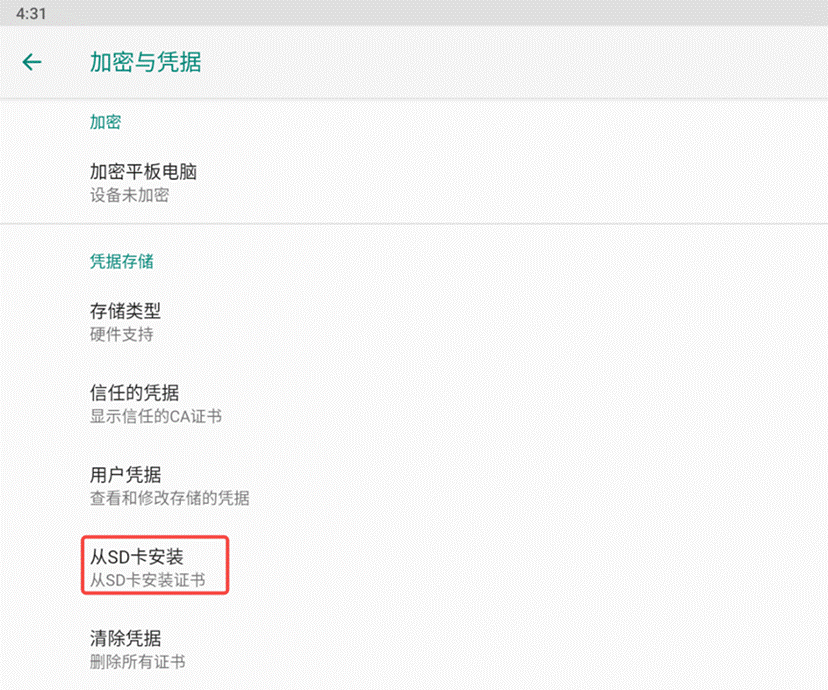 4:31
加密与凭据
加密
加密平板电脑
设备未加密
凭据存储
存储类型
硬件支持
信任的凭据
显示信任的CA证书
用户凭据
查看和修改存储的凭据
从SD卡安装
从SD卡安装证书
清除凭据
删除所有证书